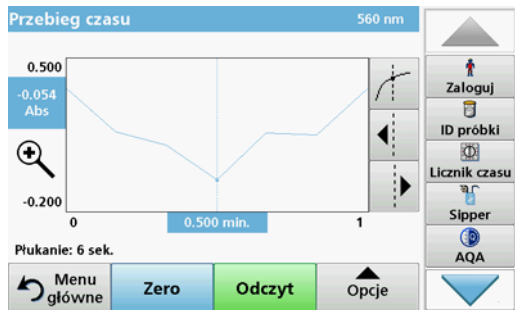 Przebieg czasu 560 nm
0.500
-0.054
Abs
-0.200
0 0.500 min. 1
Płukanie: 6 sek.
Menu
główne
Zero
Odczyt
Opcje
Zaloguj
ID próbki
Licznik czasu
Sipper
AQA